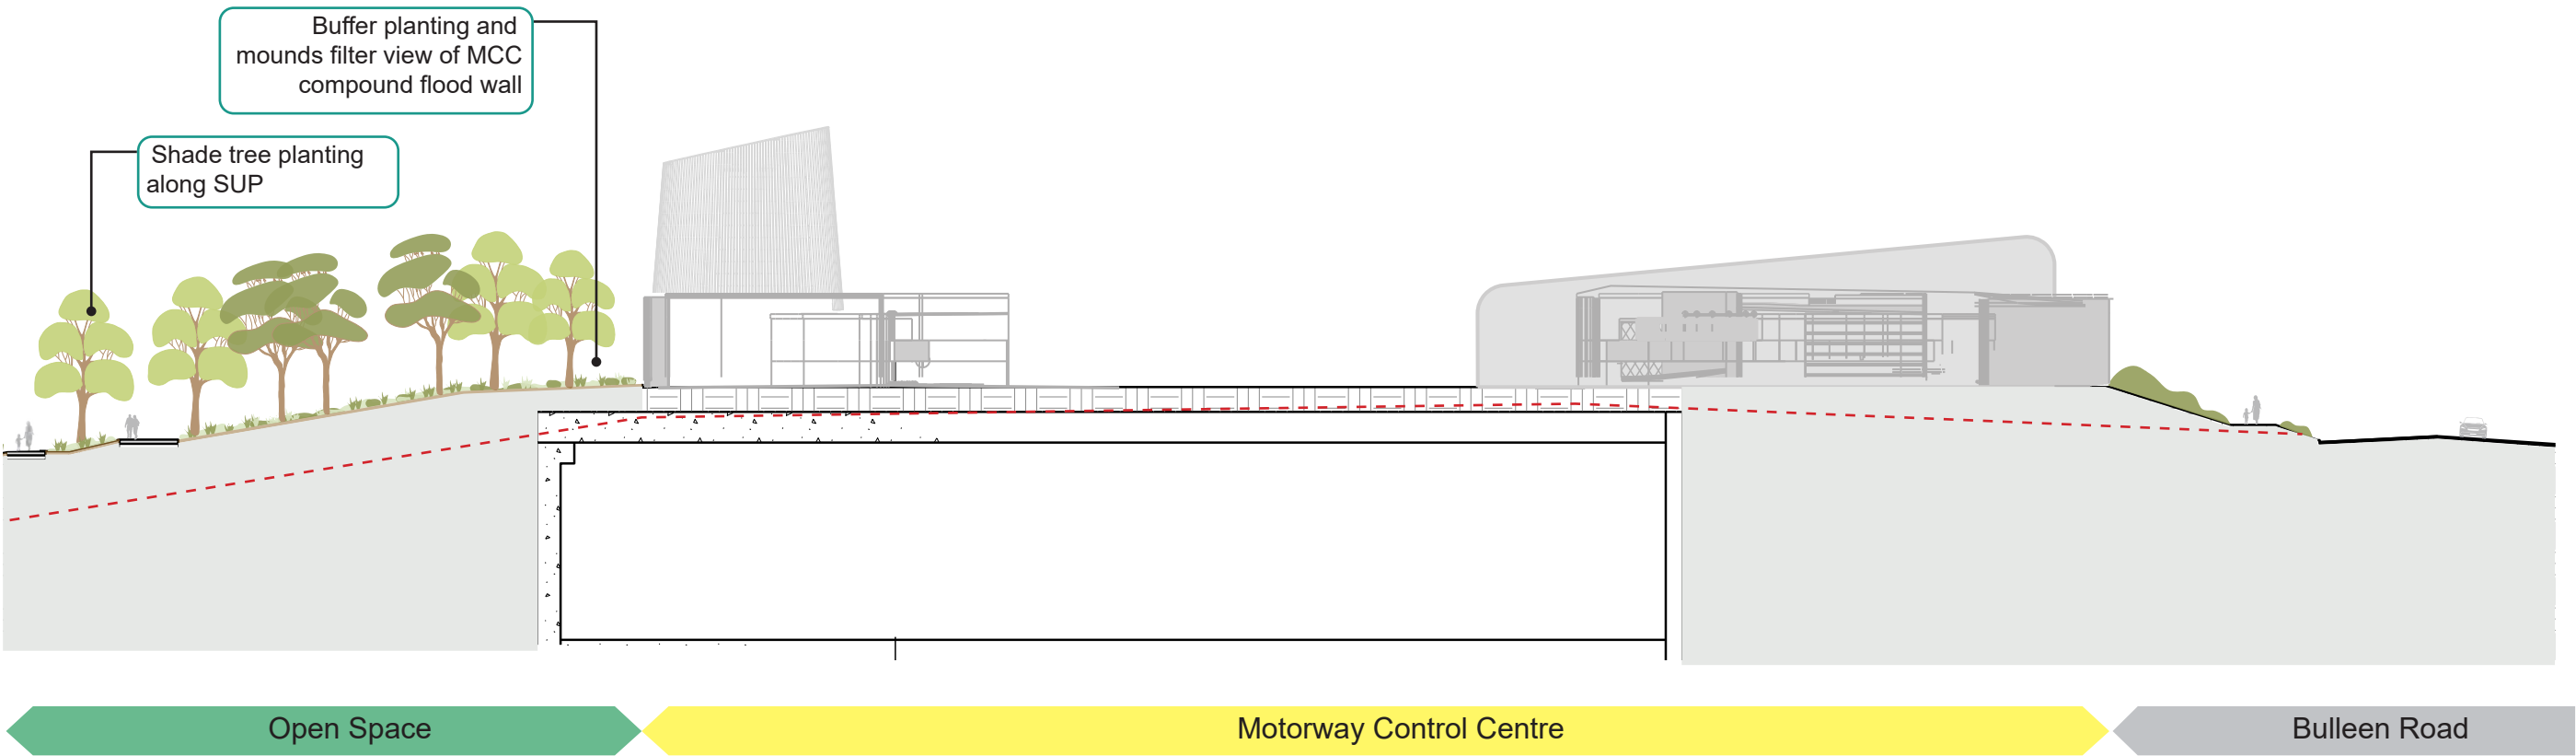 Buffer planting and
mounds filter view of MCC
compound flood wall
Shade tree planting
along SUP
Open Space
Motorway Control Centre
Bulleen Road